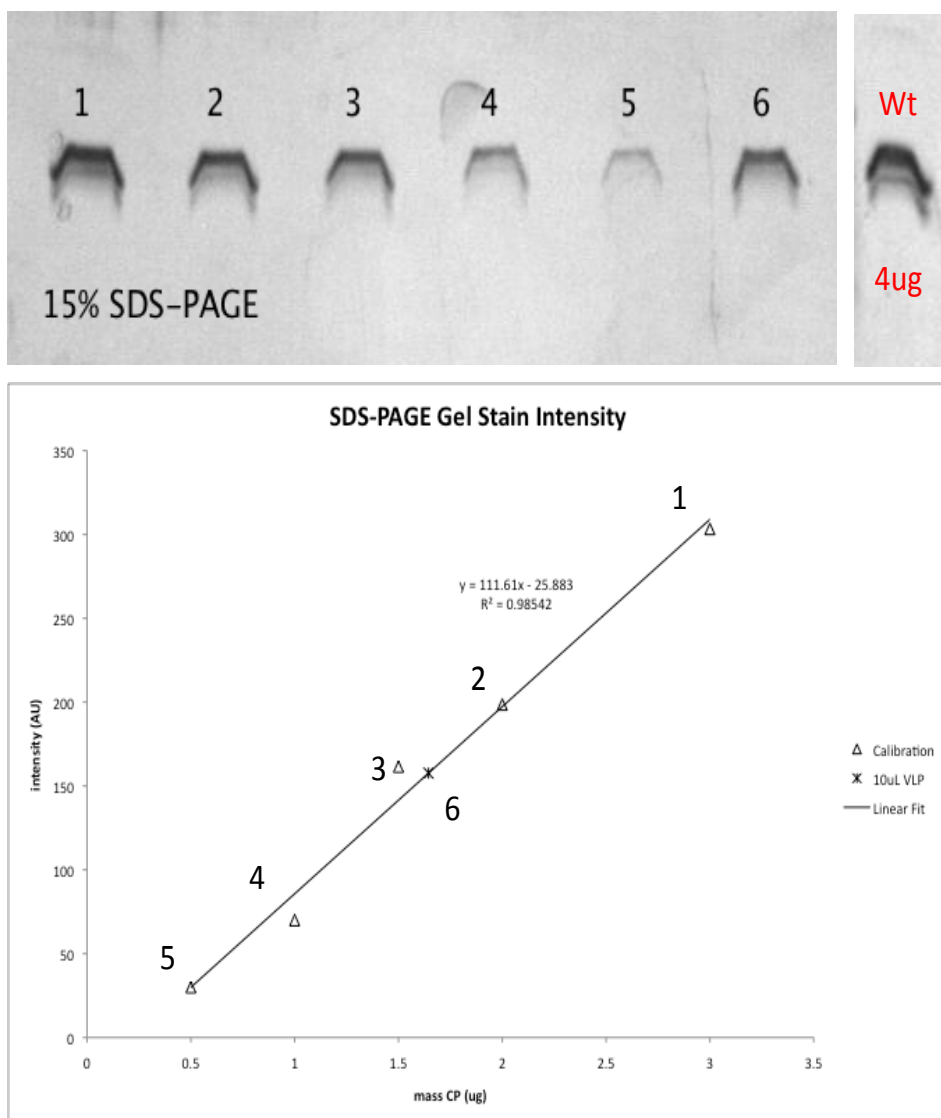 1 2 3 4 5 6 Wt
15% SDS-PAGE 4ug
SDS-PAGE Gel Stain Intensity
350
300
250
200
150
100
50
0
intensity (AU)
1
y = 111.61x - 25.883
R² = 0.98542
2
3
6
4
5
Calibration
10uL VLP
Linear Fit
0 0.5 1 1.5 2 2.5 3 3.5
mass CP (ug)